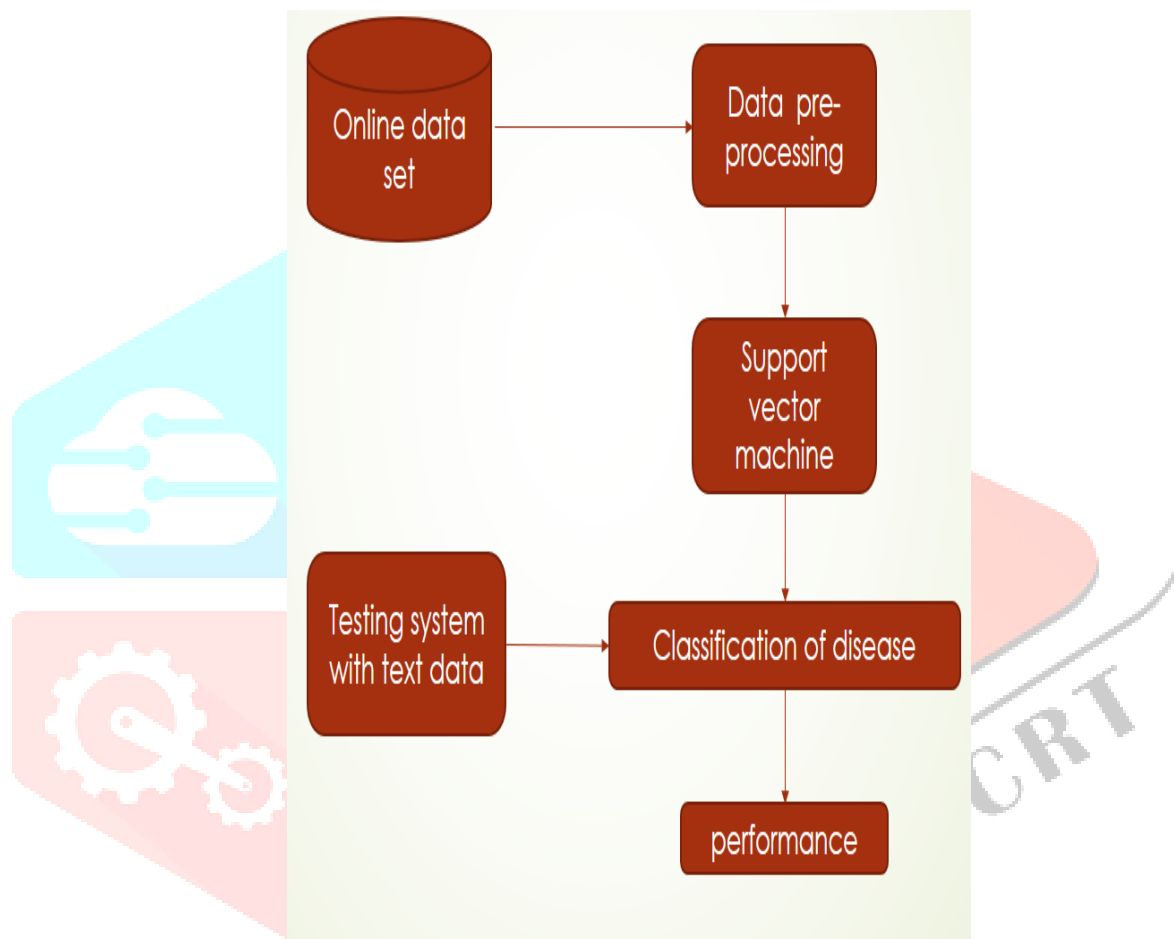 Online data
set
Data pre-
processing
Support
vector
machine
Testing system
with text data
Classification of disease
performance
CRT